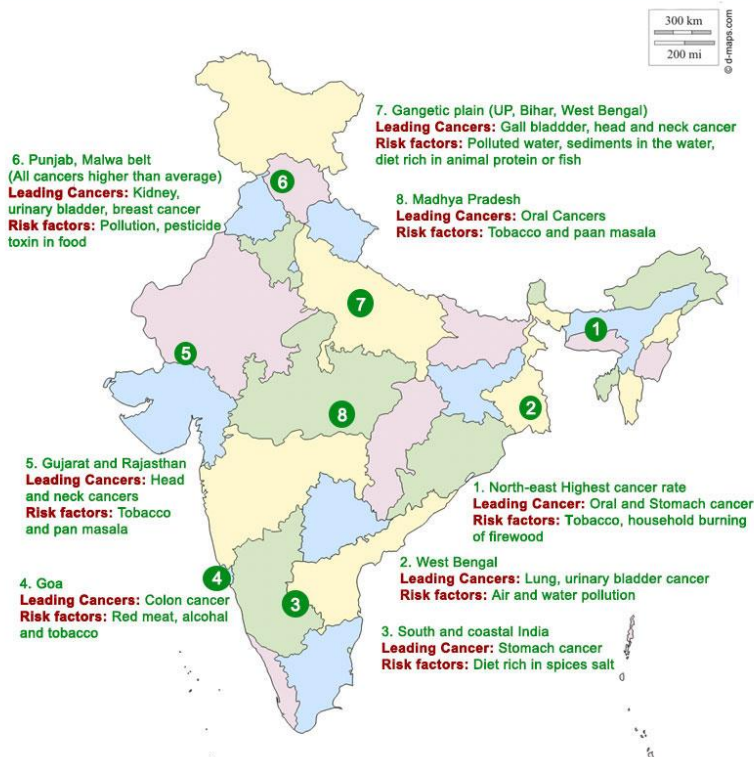 300 km
200 mi
© d-maps.com
7. Gangetic plain (UP, Bihar, West Bengal)
Leading Cancers: Gall bladdder, head and neck cancer
Risk factors: Polluted water, sediments in the water,
diet rich in animal protein or fish
6. Punjab, Malwa belt
(All cancers higher than average)
Leading Cancers: Kidney,
urinary bladder, breast cancer
Risk factors: Pollution, pesticide
toxin in food
8. Madhya Pradesh
Leading Cancers: Oral Cancers
Risk factors: Tobacco and paan masala
6
7
1
5
8
2
5. Gujarat and Rajasthan
Leading Cancers: Head
and neck cancers
Risk factors: Tobacco
and pan masala
1. North-east Highest cancer rate
Leading Cancer: Oral and Stomach cancer
Risk factors: Tobacco, household burning
of firewood
4
3
4. Goa
Leading Cancers: Colon cancer
Risk factors: Red meat, alcohal
and tobacco
2. West Bengal
Leading Cancers: Lung, urinary bladder cancer
Risk factors: Air and water pollution
3. South and coastal India
Leading Cancer: Stomach cancer
Risk factors: Diet rich in spices salt